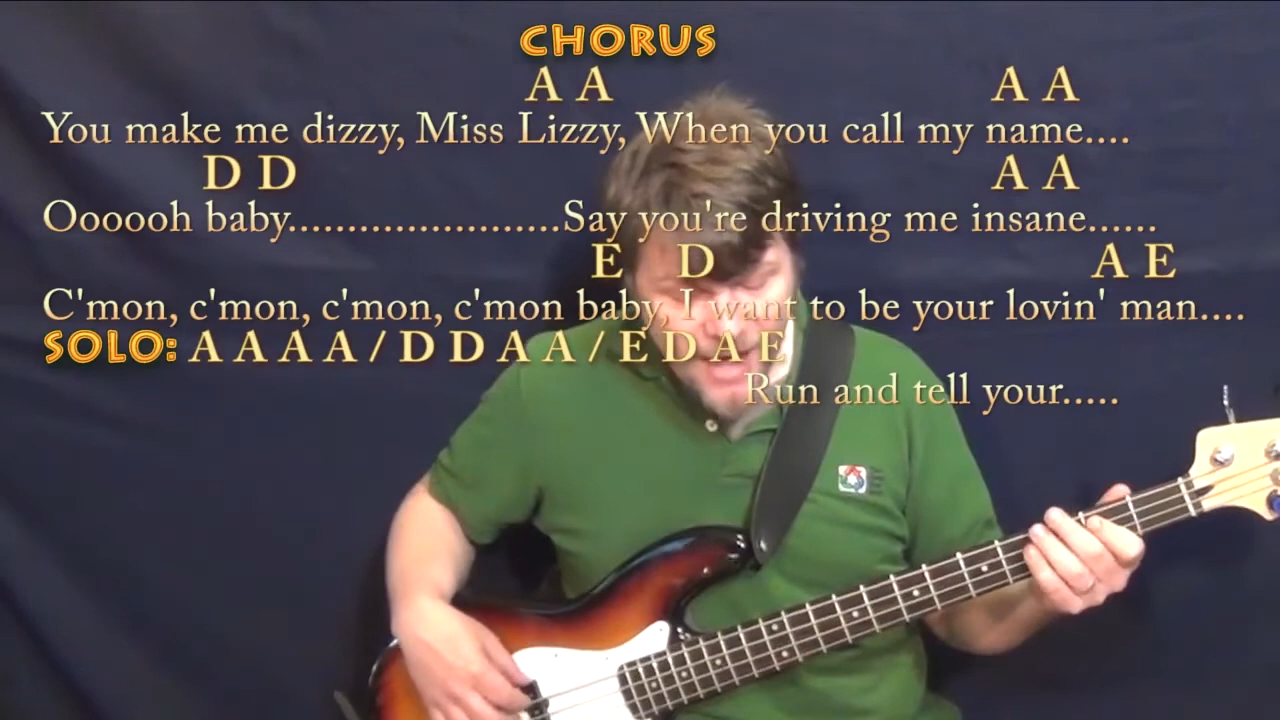 CHORUS
A A A A
You make me dizzy, Miss Lizzy, When you call my name....
D D A A
Oooooh baby.......................Say you're driving me insane......
E D A E
C'mon, c'mon, c'mon, c'mon baby, I want to be your lovin' man....
SOLO: A A A A / D D A A / E D A E
Run and tell your.....